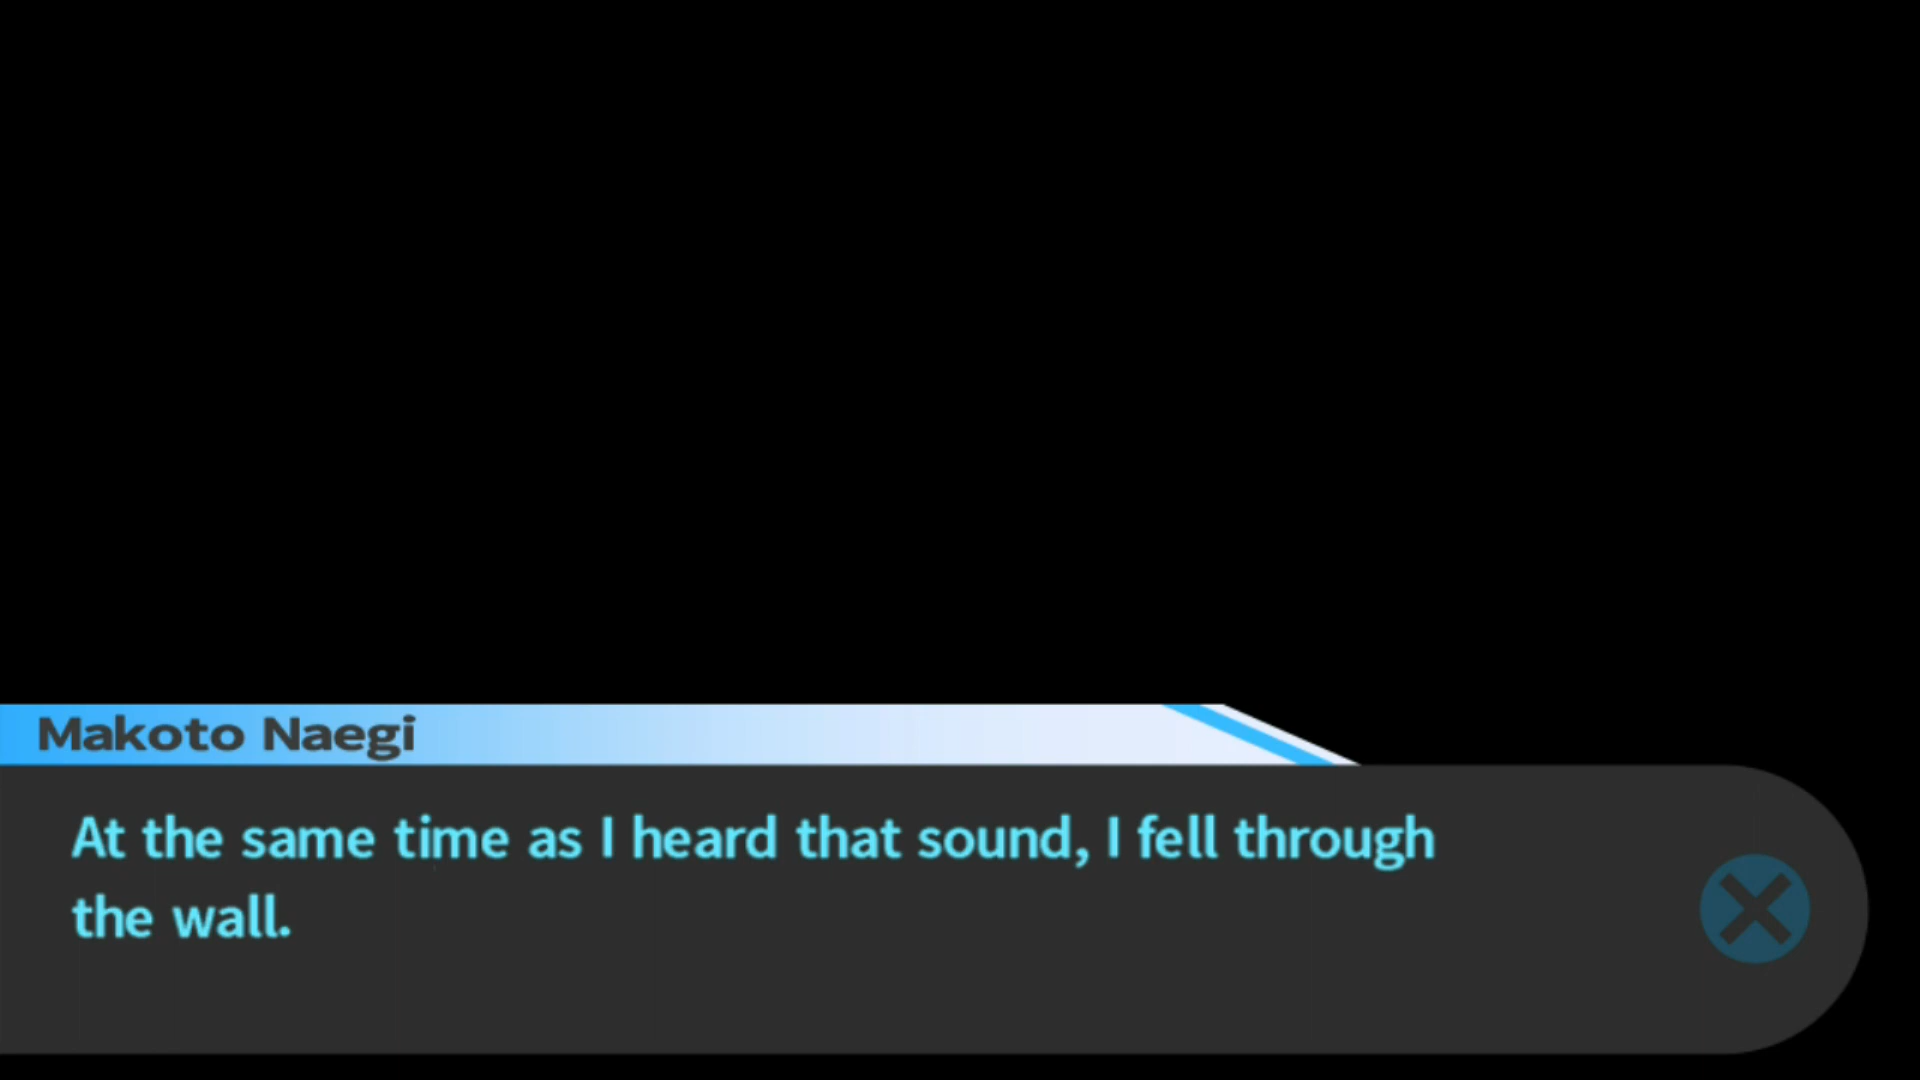 Makoto Naegi
At the same time as I heard that sound, I fell through
the wall.